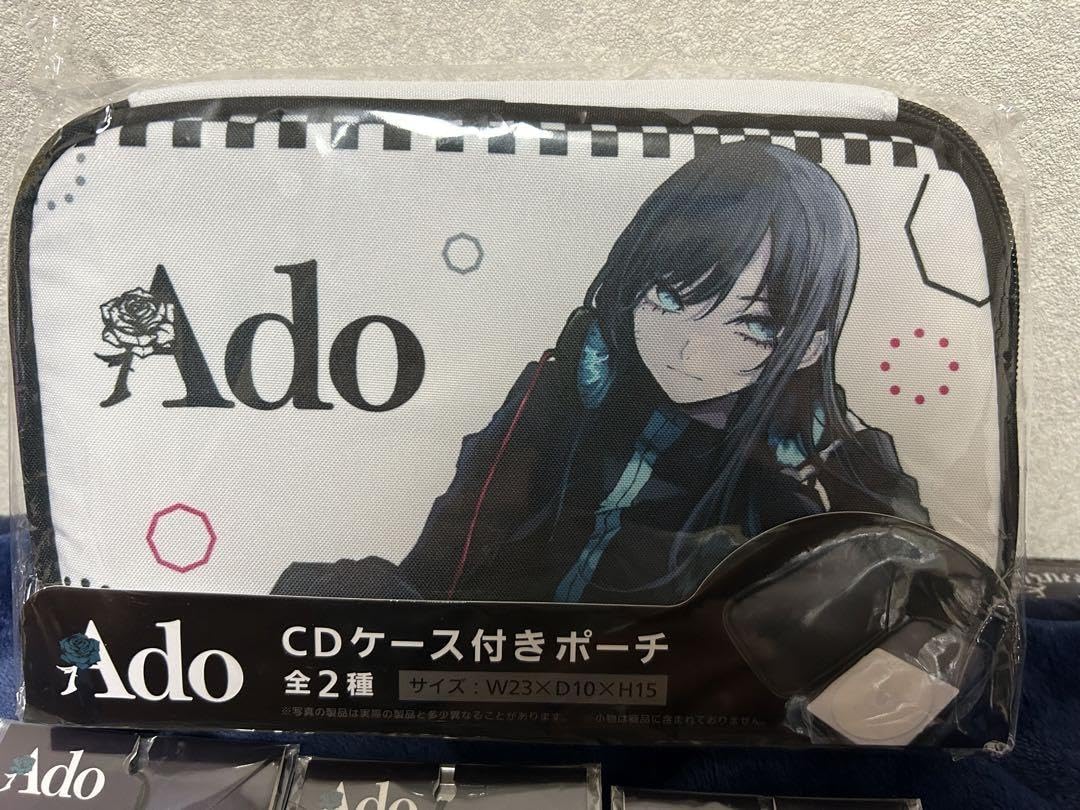 Ado
Ado
CDケース付きポーチ
全2種
サイズ：W23×D10×H15
※写真の製品は実際の製品と多少異なることがあります。 小物は商品に含まれておりません。
Ado
Ado